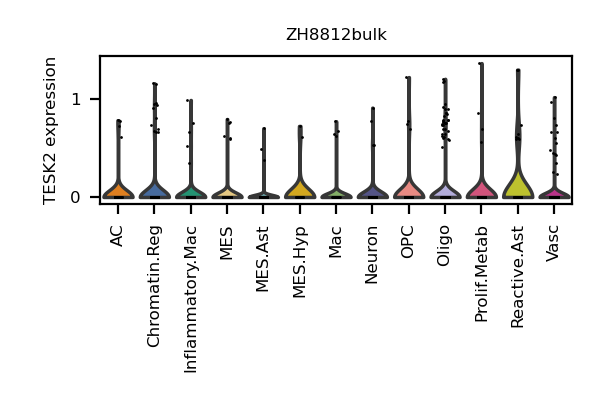 ZH8812bulk
TESK2 expression
1
0
AC
Chromatin.Reg
Inflammatory.Mac
MES
MES.Ast
MES.Hyp
Mac
Neuron
OPC
Oligo
Prolif.Metab
Reactive.Ast
Vasc